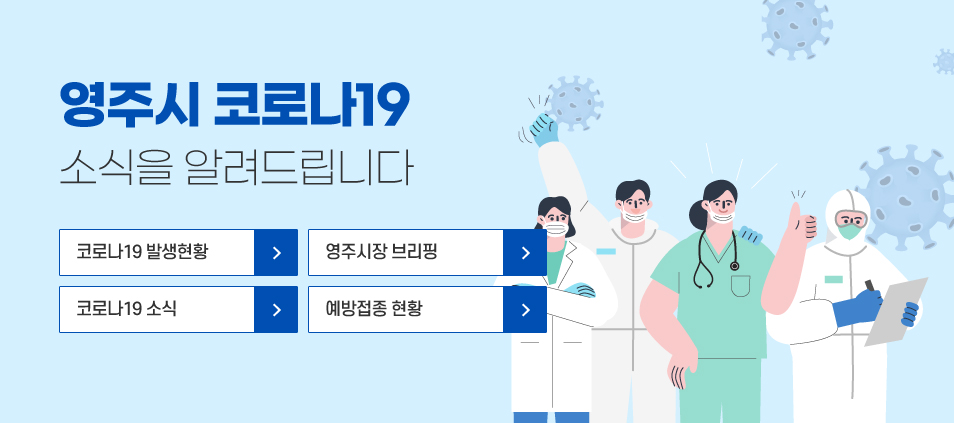 영주시 코로나19
소식을 알려드립니다
코로나19 발생현황
영주시장 브리핑
코로나19 소식
예방접종 현황